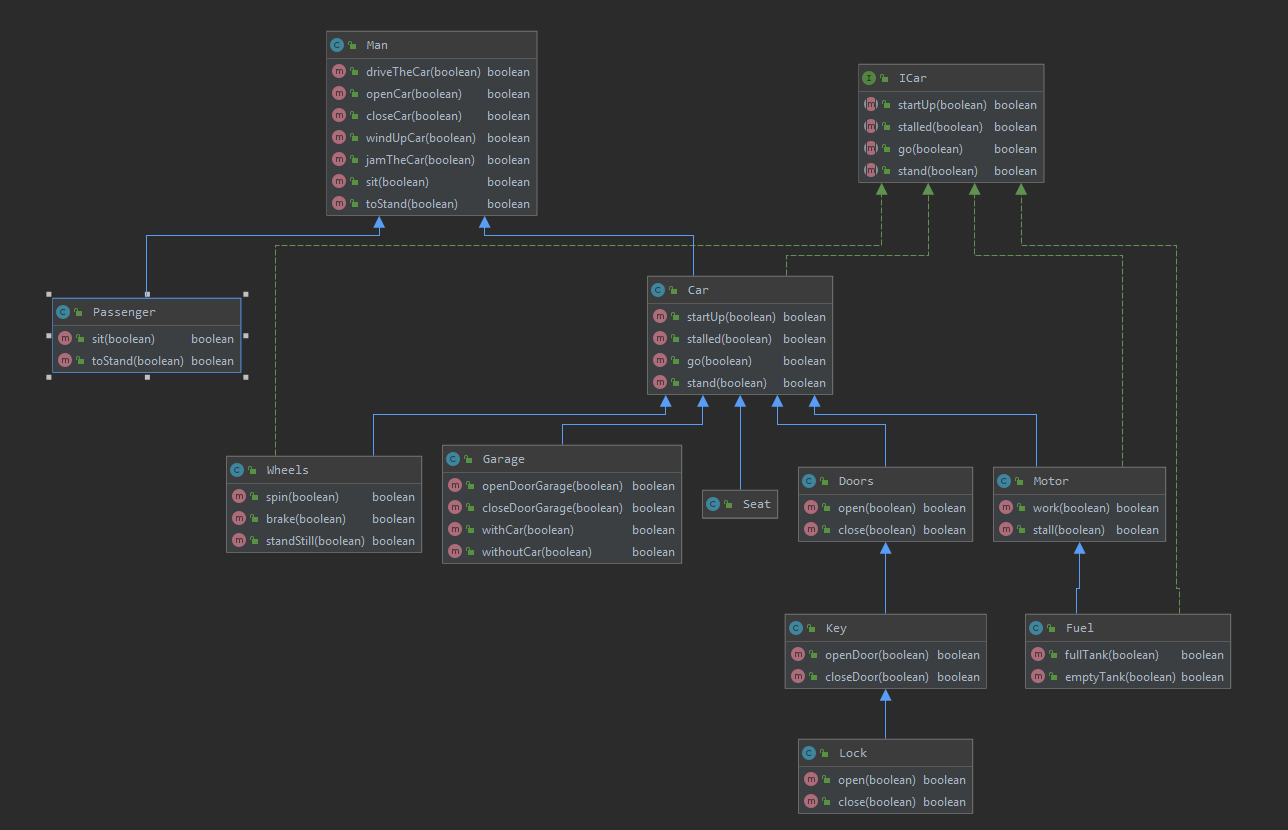 Man
driveTheCar(boolean) boolean
openCar(boolean) boolean
closeCar(boolean) boolean
windUpCar(boolean) boolean
jamTheCar(boolean) boolean
sit(boolean) boolean
toStand(boolean) boolean
ICar
startUp(boolean) boolean
stalled(boolean) boolean
go(boolean) boolean
stand(boolean) boolean
Passenger
sit(boolean) boolean
toStand(boolean) boolean
Car
startUp(boolean) boolean
stalled(boolean) boolean
go(boolean) boolean
stand(boolean) boolean
Wheels
spin(boolean) boolean
brake(boolean) boolean
standStill(boolean) boolean
Garage
openDoorGarage(boolean) boolean
closeDoorGarage(boolean) boolean
withCar(boolean) boolean
withoutCar(boolean) boolean
Seat
Doors
open(boolean) boolean
close(boolean) boolean
Motor
work(boolean) boolean
stall(boolean) boolean
Key
openDoor(boolean) boolean
closeDoor(boolean) boolean
Fuel
fullTank(boolean) boolean
emptyTank(boolean) boolean
Lock
open(boolean) boolean
close(boolean) boolean